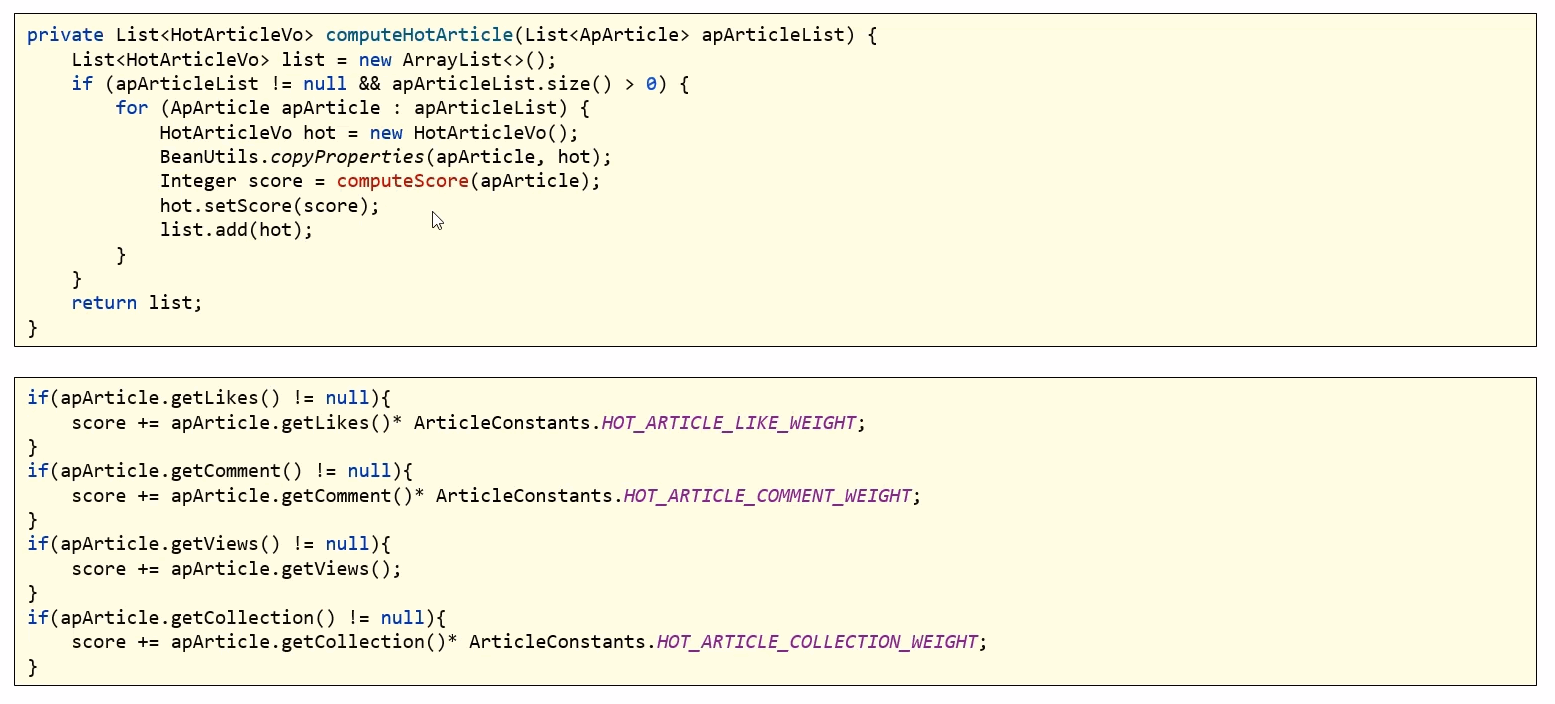 private List<HotArticleVo> computeHotArticle(List<ApArticle> apArticleList) {
    List<HotArticleVo> list = new ArrayList<>();
    if (apArticleList != null && apArticleList.size() > 0) {
        for (ApArticle apArticle : apArticleList) {
            HotArticleVo hot = new HotArticleVo();
            BeanUtils.copyProperties(apArticle, hot);
            Integer score = computeScore(apArticle);
            hot.setScore(score);
            list.add(hot);
        }
    }
    return list;
}
if(apArticle.getLikes() != null){
    score += apArticle.getLikes()* ArticleConstants.HOT_ARTICLE_LIKE_WEIGHT;
}
if(apArticle.getComment() != null){
    score += apArticle.getComment()* ArticleConstants.HOT_ARTICLE_COMMENT_WEIGHT;
}
if(apArticle.getViews() != null){
    score += apArticle.getViews();
}
if(apArticle.getCollection() != null){
    score += apArticle.getCollection()* ArticleConstants.HOT_ARTICLE_COLLECTION_WEIGHT;
}